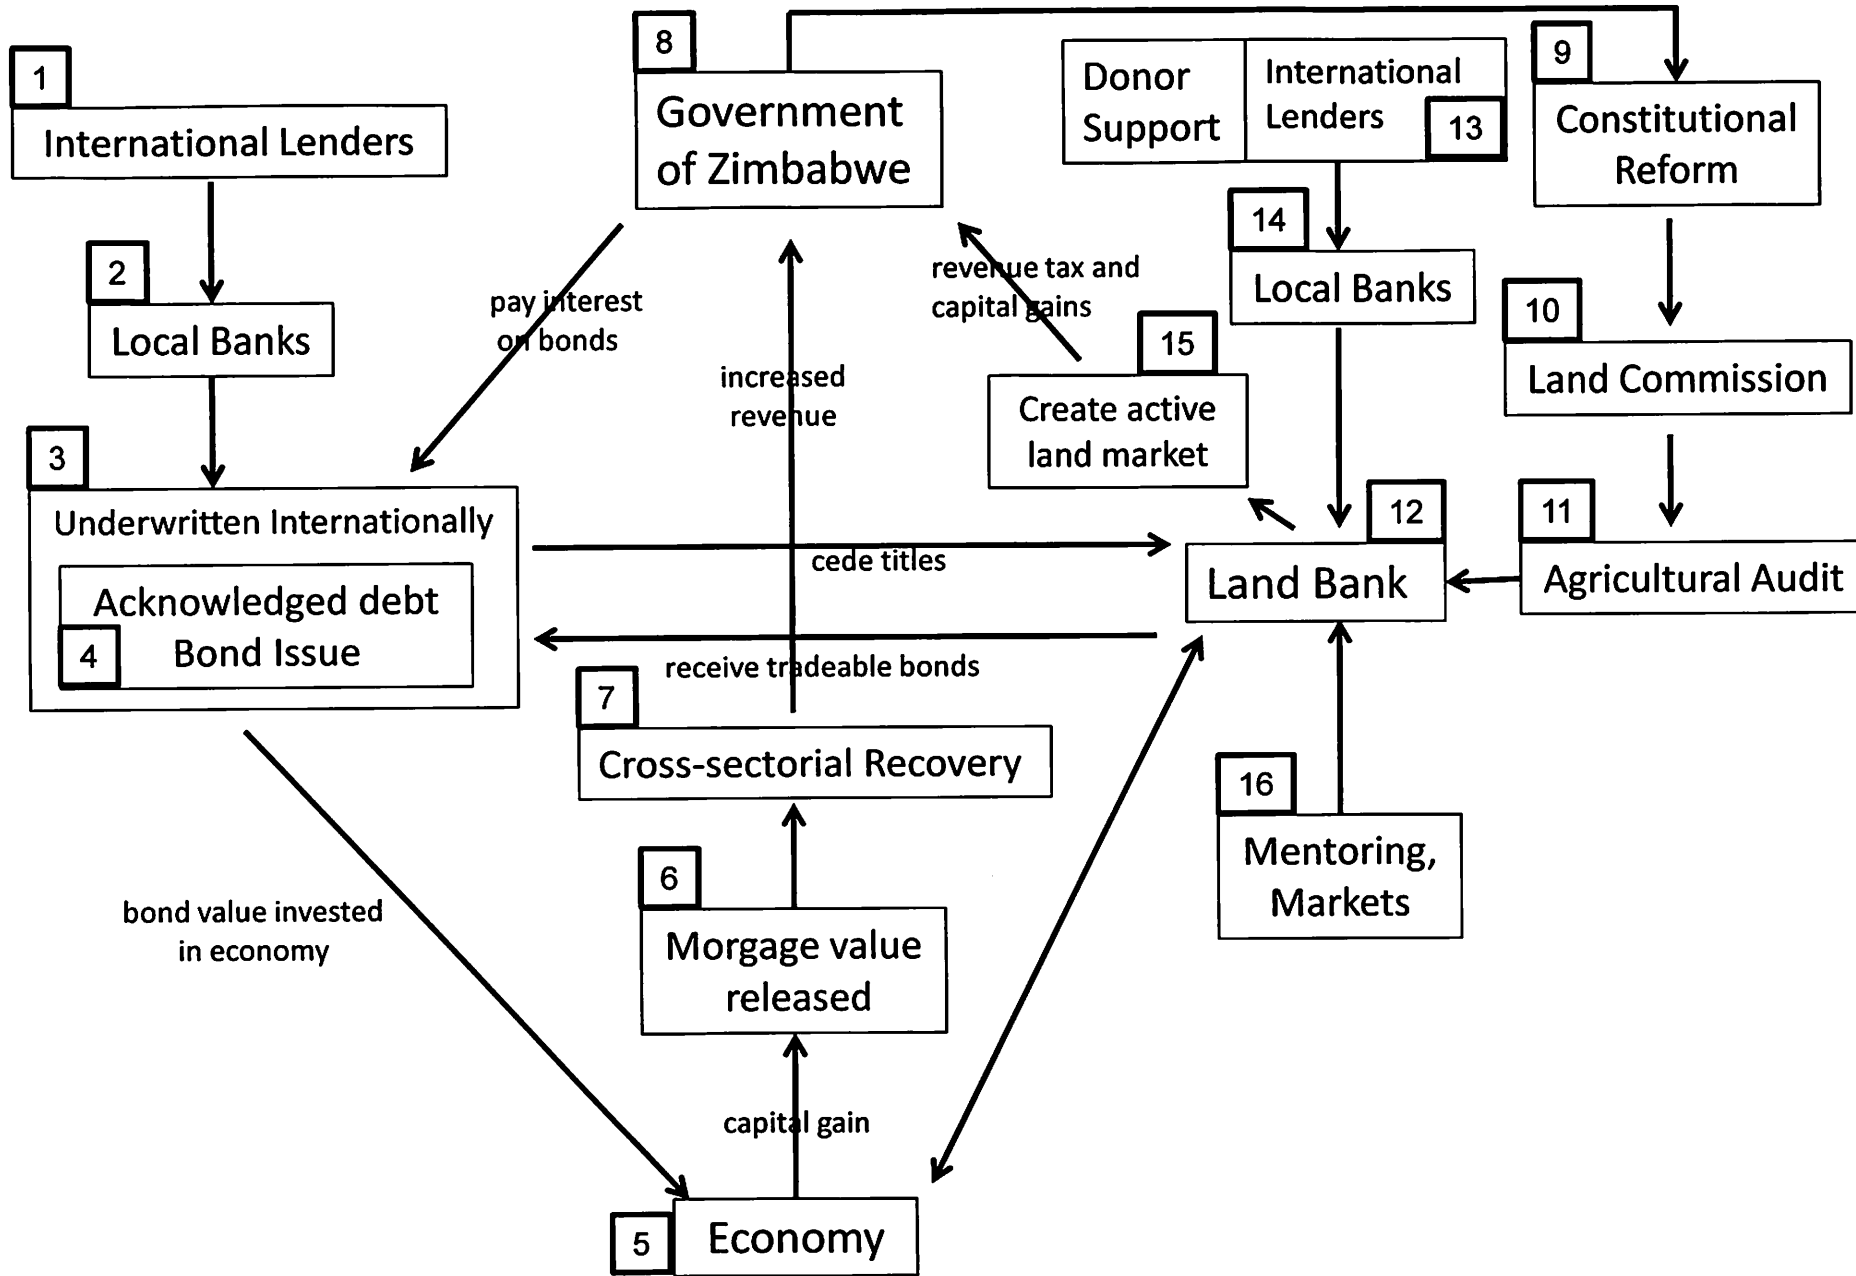 1
International Lenders
2
Local Banks
3
Underwritten Internationally
Acknowledged debt
4
Bond Issue
8
Government
of Zimbabwe
pay interest
on bonds
increased
revenue
revenue tax and
capital gains
Donor
Support
International
Lenders
13
14
Local Banks
15
Create active
land market
9
Constitutional
Reform
10
Land Commission
11
Agricultural Audit
12
Land Bank
cede titles
receive tradeable bonds
7
Cross-sectorial Recovery
6
Morgage value
released
capital gain
bond value invested
in economy
5
Economy
16
Mentoring,
Markets